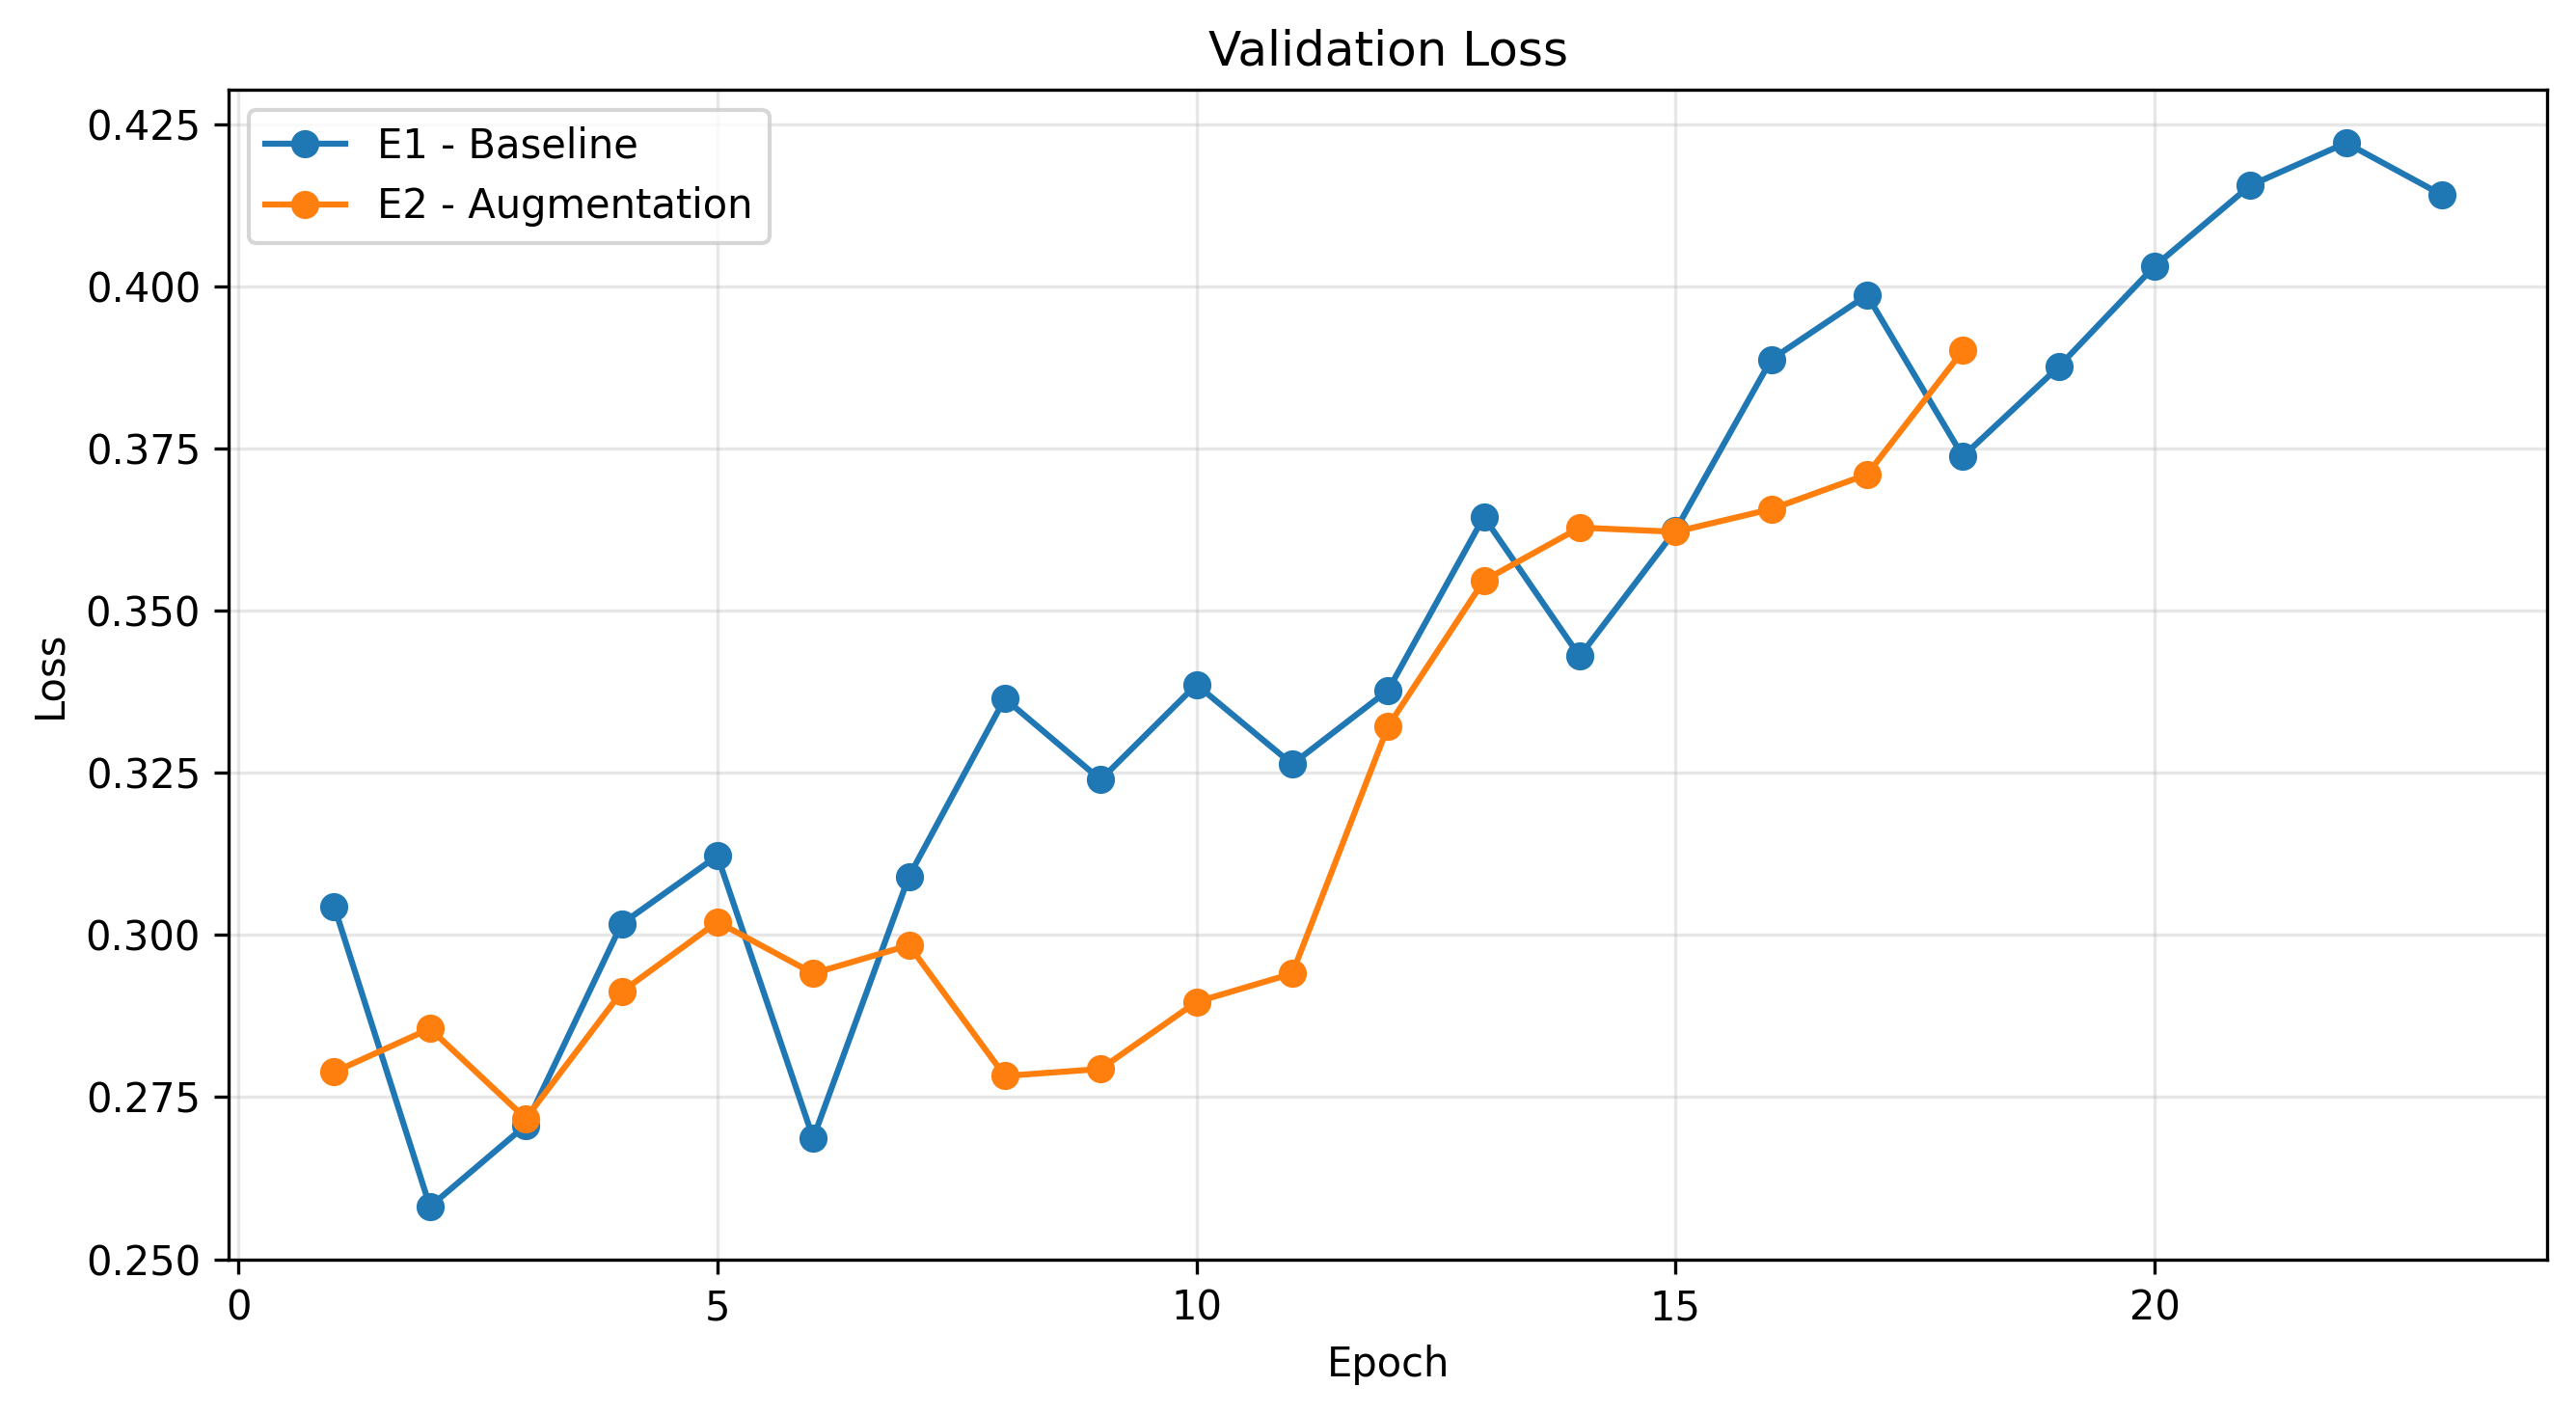 Validation Loss
E1 - Baseline
E2 - Augmentation
0.425
0.400
0.375
0.350
0.325
0.300
0.275
0.250
Loss
0 5 10 15 20
Epoch